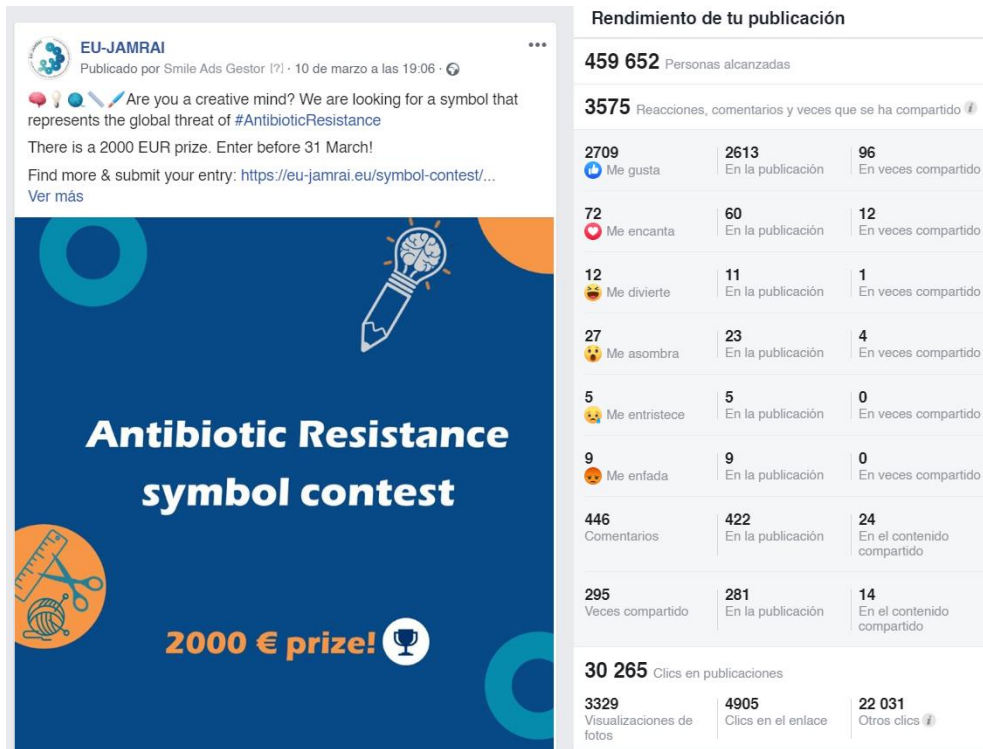 EU-JAMRAI
Publicado por Smile Ads Gestor [?] · 10 de marzo a las 19:06 ·
Are you a creative mind? We are looking for a symbol that
represents the global threat of #AntibioticResistance
There is a 2000 EUR prize. Enter before 31 March!
Find more & submit your entry: https://eu-jamrai.eu/symbol-contest/...
Ver más
Antibiotic Resistance
symbol contest
2000 € prize!
Rendimiento de tu publicación
459 652 Personas alcanzadas
3575 Reacciones, comentarios y veces que se ha compartido
2709 2613 96
Me gusta En la publicación En veces compartido
72 60 12
Me encanta En la publicación En veces compartido
12 11 1
Me divierte En la publicación En veces compartido
27 23 4
Me asombra En la publicación En veces compartido
5 5 0
Me entristece En la publicación En veces compartido
9 9 0
Me enfada En la publicación En veces compartido
446 422 24
Comentarios En la publicación En el contenido
compartido
295 281 14
Veces compartido En la publicación En el contenido
compartido
30 265 Clics en publicaciones
3329 4905 22 031
Visualizaciones de Clics en el enlace Otros clics
fotos